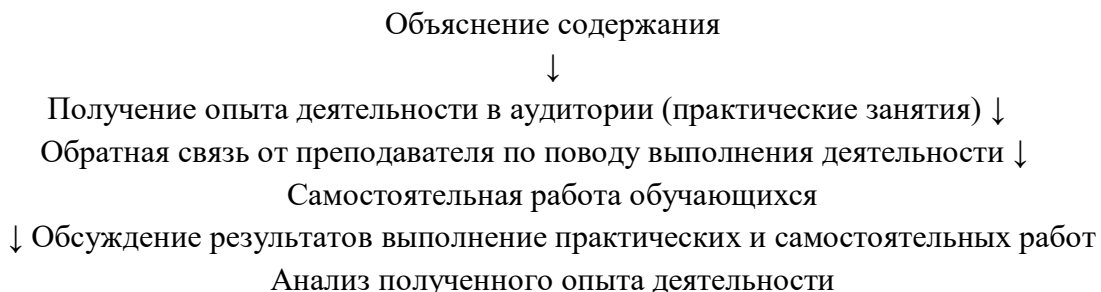 Объяснение содержания
↓
Получение опыта деятельности в аудитории (практические занятия) ↓
Обратная связь от преподавателя по поводу выполнения деятельности ↓
Самостоятельная работа обучающихся
↓ Обсуждение результатов выполнение практических и самостоятельных работ
Анализ полученного опыта деятельности